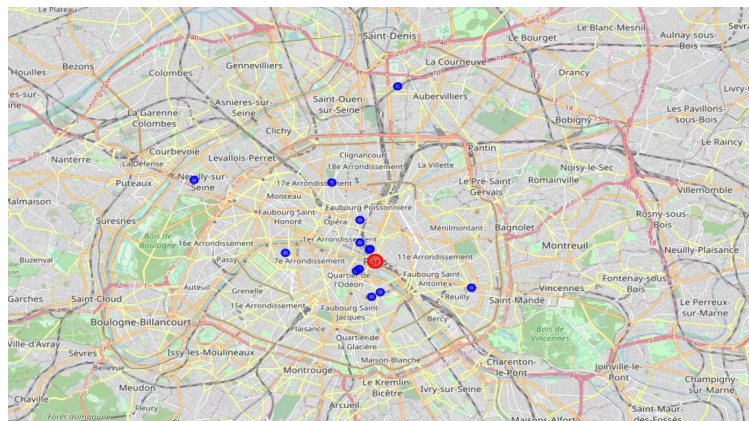 Le Plateau
Saint-Denis
Le Blanc-Mesnil
Le Bourget
Aulnay-sous-
Bois
Sevra
Houilles
Bezons
Colombes
Gennevilliers
La Courneuve
Drancy
Asnières-sur-
Seine
Saint-Ouen-
sur-Seine
Aubervilliers
Livry-
Les Pavillons-
sous-Bois
La Garenne-
Colombes
Bobigny
Clichy
Courbevoie
La Défense
Levallois-Perret
Pantin
Le Raincy
Nanterre
Puteaux
Neuilly-sur-
Seine
Clignancourt
18e Arrondissement
La Villette
Noisy-le-Sec
Romainville
Le Pré-Saint-
Gervais
Villemomble
17e Arrondissement
Monceau
Malmaison
Suresnes
Faubourg Saint-
Honoré
Opéra
Faubourg Poissonnière
Rosny-sous-
Bois
Bois de
Boulogne
Ménilmontant
Bagnolet
Montreuil
Neuilly-Plaisance
16e Arrondissement
Passy
1er Arrondissement
7e Arrondissement
11e Arrondissement
Buzenval
Paris
Quartier de
l'Odéon
Faubourg Saint-
Antoine
Reuilly
Fontenay-sous-
Bois
Vincennes
Garches
Saint-Cloud
Auteuil
Grenelle
15e Arrondissement
Faubourg Saint-
Jacques
Bercy
Saint-Mandé
Le Perreux-
sur-Marne
Boulogne-Billancourt
Plaisance
Quartier de
la Glacière
Bois de
Vincennes
Ville-d'Avray
Sèvres
Issy-les-Moulineaux
Maison-Blanche
Charenton-
le-Pont
Joinville-le-
Pont
Bellevue
Montrouge
Le Kremlin-
Bicêtre
Ivry-sur-Seine
Champigny-
sur-Marne
Meudon
Chaville
Fleury
Arcueil
Maisons-Alfort
Saint-Maur-
des-Fossés
Forêt domaniale